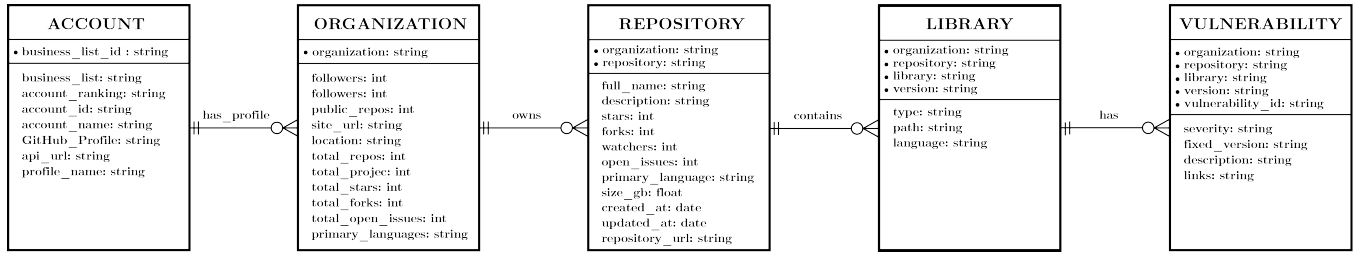 ACCOUNT
• business_list_id : string
business_list: string
account_ranking: string
account_id: string
account_name: string
GitHub_Profile: string
api_url: string
profile_name: string
has_profile
ORGANIZATION
• organization: string
followers: int
followers: int
public_repos: int
site_url: string
location: string
total_repos: int
total_projec: int
total_stars: int
total_forks: int
total_open_issues: int
primary_languages: string
owns
REPOSITORY
• organization: string
• repository: string
full_name: string
description: string
stars: int
forks: int
watchers: int
open_issues: int
primary_language: string
size_gb: float
created_at: date
updated_at: date
repository_url: string
contains
LIBRARY
• organization: string
• repository: string
• library: string
• version: string
type: string
path: string
language: string
has
VULNERABILITY
• organization: string
• repository: string
• library: string
• version: string
• vulnerability_id: string
severity: string
fixed_version: string
description: string
links: string